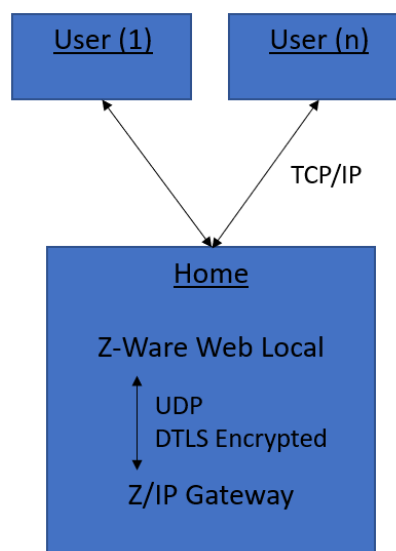 User (1)
User (n)
TCP/IP
Home
Z-Ware Web Local
UDP
DTLS Encrypted
Z/IP Gateway